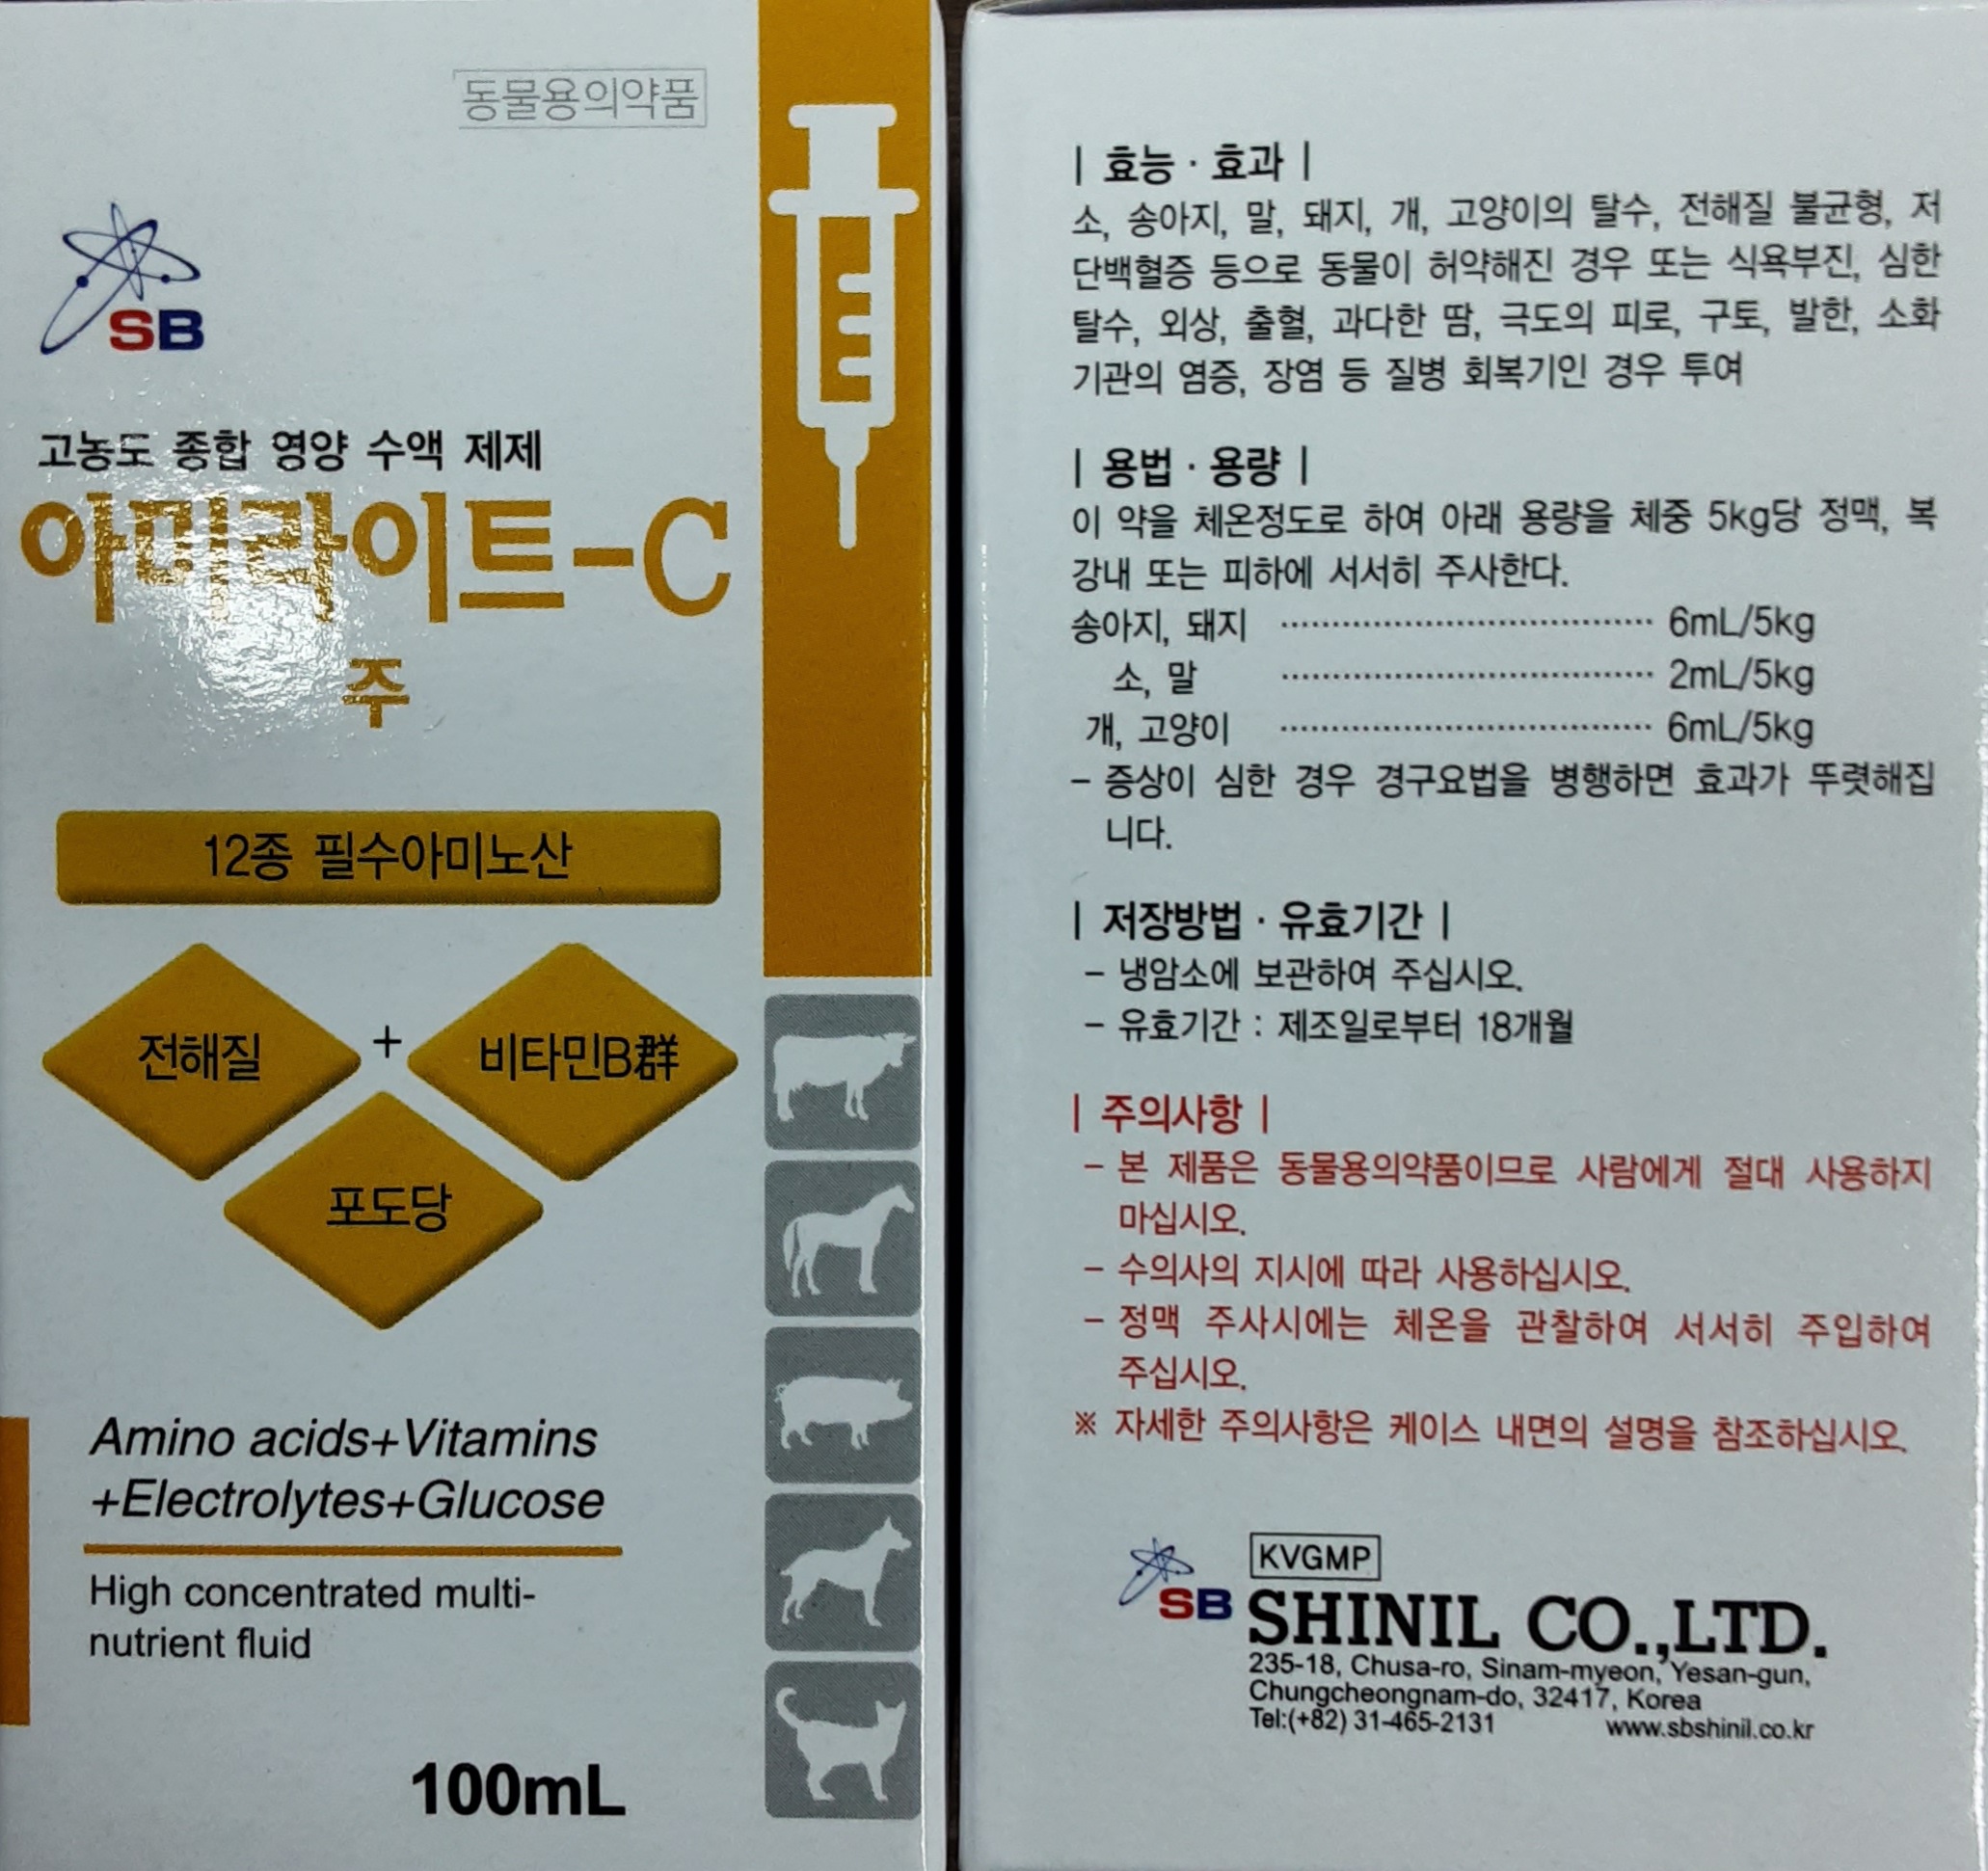 동물용의약품
SB
고농도 종합 영양 수액 제제
아미라이트-C
주
12종 필수아미노산
전해질
+
비타민B群
포도당
Amino acids+Vitamins
+Electrolytes+Glucose
High concentrated multi-
nutrient fluid
100mL
| 효능 · 효과 |
소, 송아지, 말, 돼지, 개, 고양이의 탈수, 전해질 불균형, 저
단백혈증 등으로 동물이 허약해진 경우 또는 식욕부진, 심한
탈수, 외상, 출혈, 과다한 땀, 극도의 피로, 구토, 발한, 소화
기관의 염증, 장염 등 질병 회복기인 경우 투여
| 용법 · 용량 |
이 약을 체온정도로 하여 아래 용량을 체중 5kg당 정맥, 복
강내 또는 피하에 서서히 주사한다.
송아지, 돼지 ······································ 6mL/5kg
소, 말 ······································ 2mL/5kg
개, 고양이 ······································ 6mL/5kg
– 증상이 심한 경우 경구요법을 병행하면 효과가 뚜렷해집
니다.
| 저장방법 · 유효기간 |
– 냉암소에 보관하여 주십시오.
– 유효기간 : 제조일로부터 18개월
| 주의사항 |
– 본 제품은 동물용의약품이므로 사람에게 절대 사용하지
마십시오.
– 수의사의 지시에 따라 사용하십시오.
– 정맥 주사시에는 체온을 관찰하여 서서히 주입하여
주십시오.
※ 자세한 주의사항은 케이스 내면의 설명을 참조하십시오.
KVGMP
SB SHINIL CO.,LTD.
235-18, Chusa-ro, Sinam-myeon, Yesan-gun,
Chungcheongnam-do, 32417, Korea
Tel:(+82) 31-465-2131 www.sbshinil.co.kr